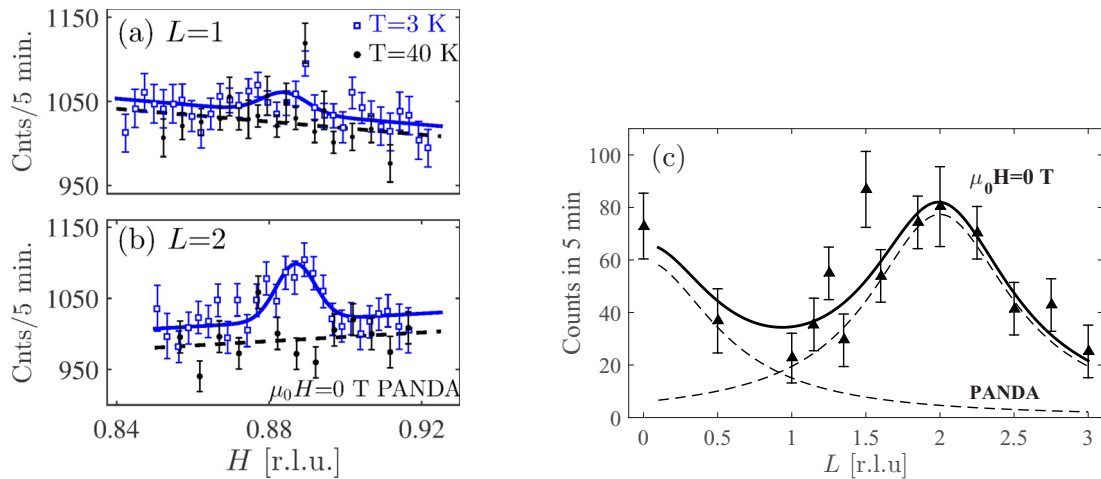 (a) L=1
T=3 K
T=40 K
1150
1050
950
Cnts/5 min.
(b) L=2
1150
1050
950
Cnts/5 min.
μ₀H=0 T PANDA
0.84 0.88 0.92
H [r.l.u.]
(c)
μ₀H=0 T
100
80
60
40
20
0
Counts in 5 min
PANDA
0 0.5 1 1.5 2 2.5 3
L [r.l.u]